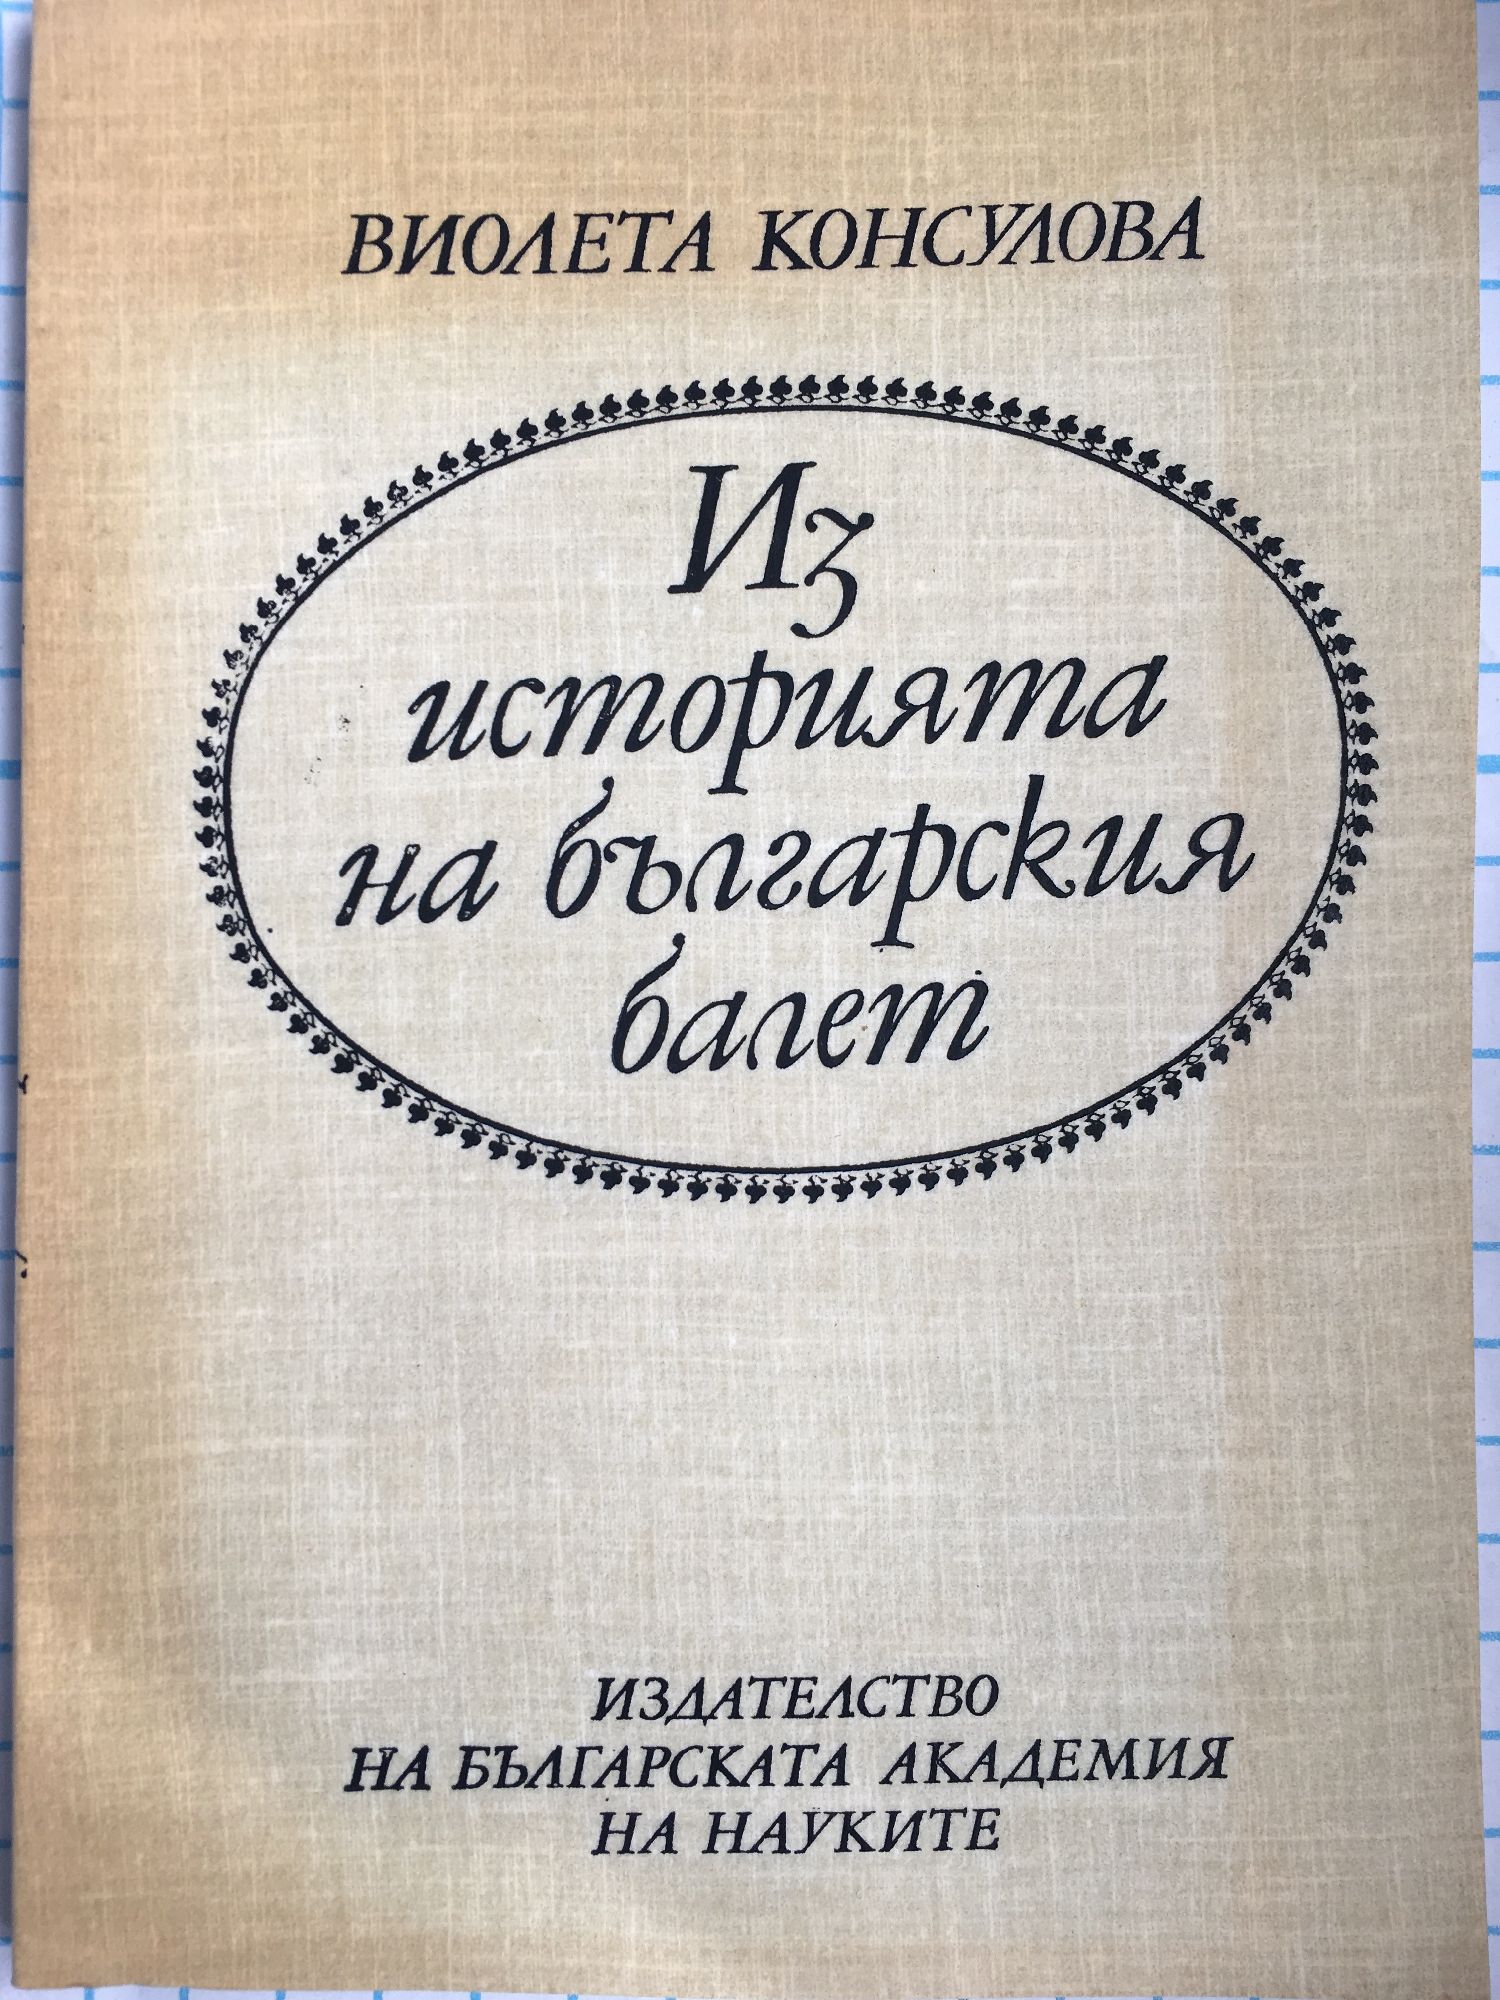 ВИОЛЕТА КОНСУЛОВА
Из
историята
на българския
балет
ИЗДАТЕЛСТВО
НА БЪЛГАРСКАТА АКАДЕМИЯ
НА НАУКИТЕ